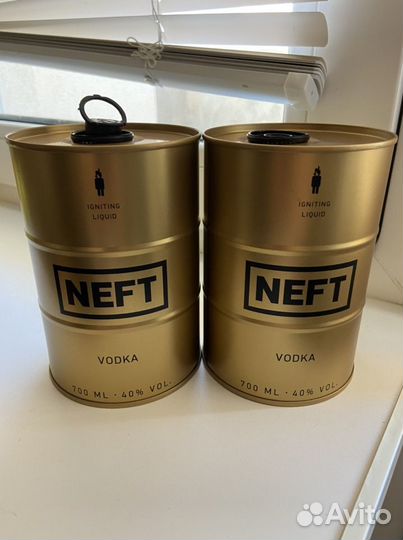 IGNITING
LIQUID
NEFT
VODKA
700 ML · 40% VOL.
IGNITING
LIQUID
NEFT
VODKA
700 ML · 40% VOL.
Avito